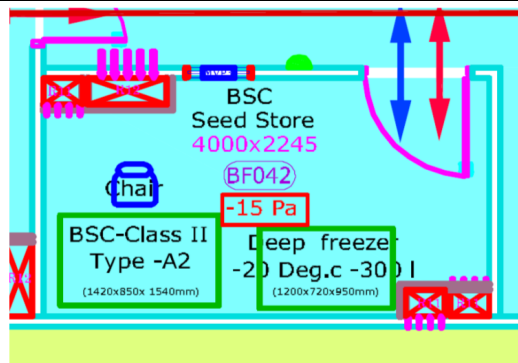 BSC
Seed Store
4000x2245
BF042
Chair
-15 Pa
BSC-Class II
Type -A2
(1420x850x 1540mm)
Deep freezer
-20 Deg.c -300 l
(1200x720x950mm)